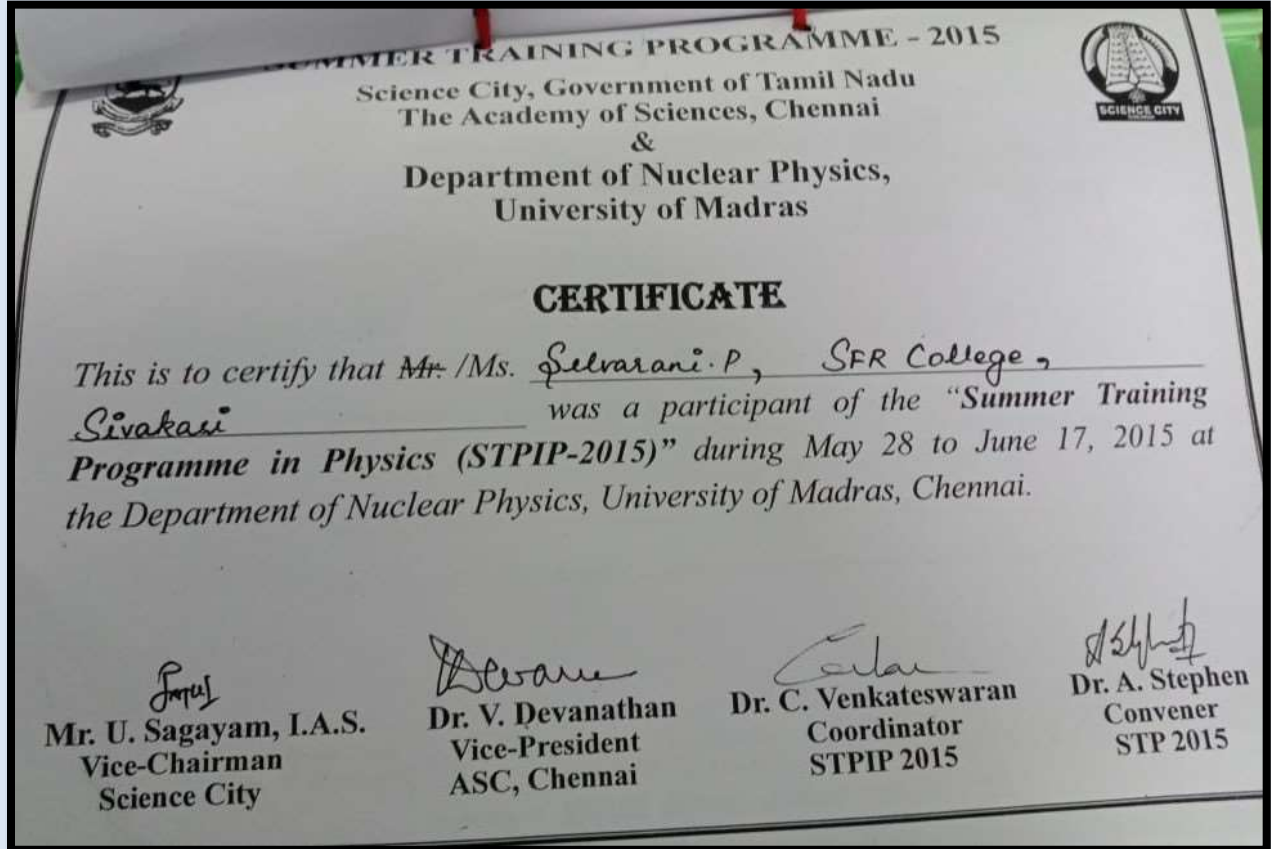 SUMMER TRAINING PROGRAMME - 2015
Science City, Government of Tamil Nadu
The Academy of Sciences, Chennai
&
Department of Nuclear Physics,
University of Madras
SCIENCE CITY
CERTIFICATE
This is to certify that Mr. /Ms. Selvarani. P, SFR College,
Sivakasi was a participant of the “Summer Training
Programme in Physics (STPIP-2015)” during May 28 to June 17, 2015 at
the Department of Nuclear Physics, University of Madras, Chennai.
Mr. U. Sagayam, I.A.S.
Vice-Chairman
Science City
Dr. V. Devanathan
Vice-President
ASC, Chennai
Dr. C. Venkateswaran
Coordinator
STPIP 2015
Dr. A. Stephen
Convener
STP 2015